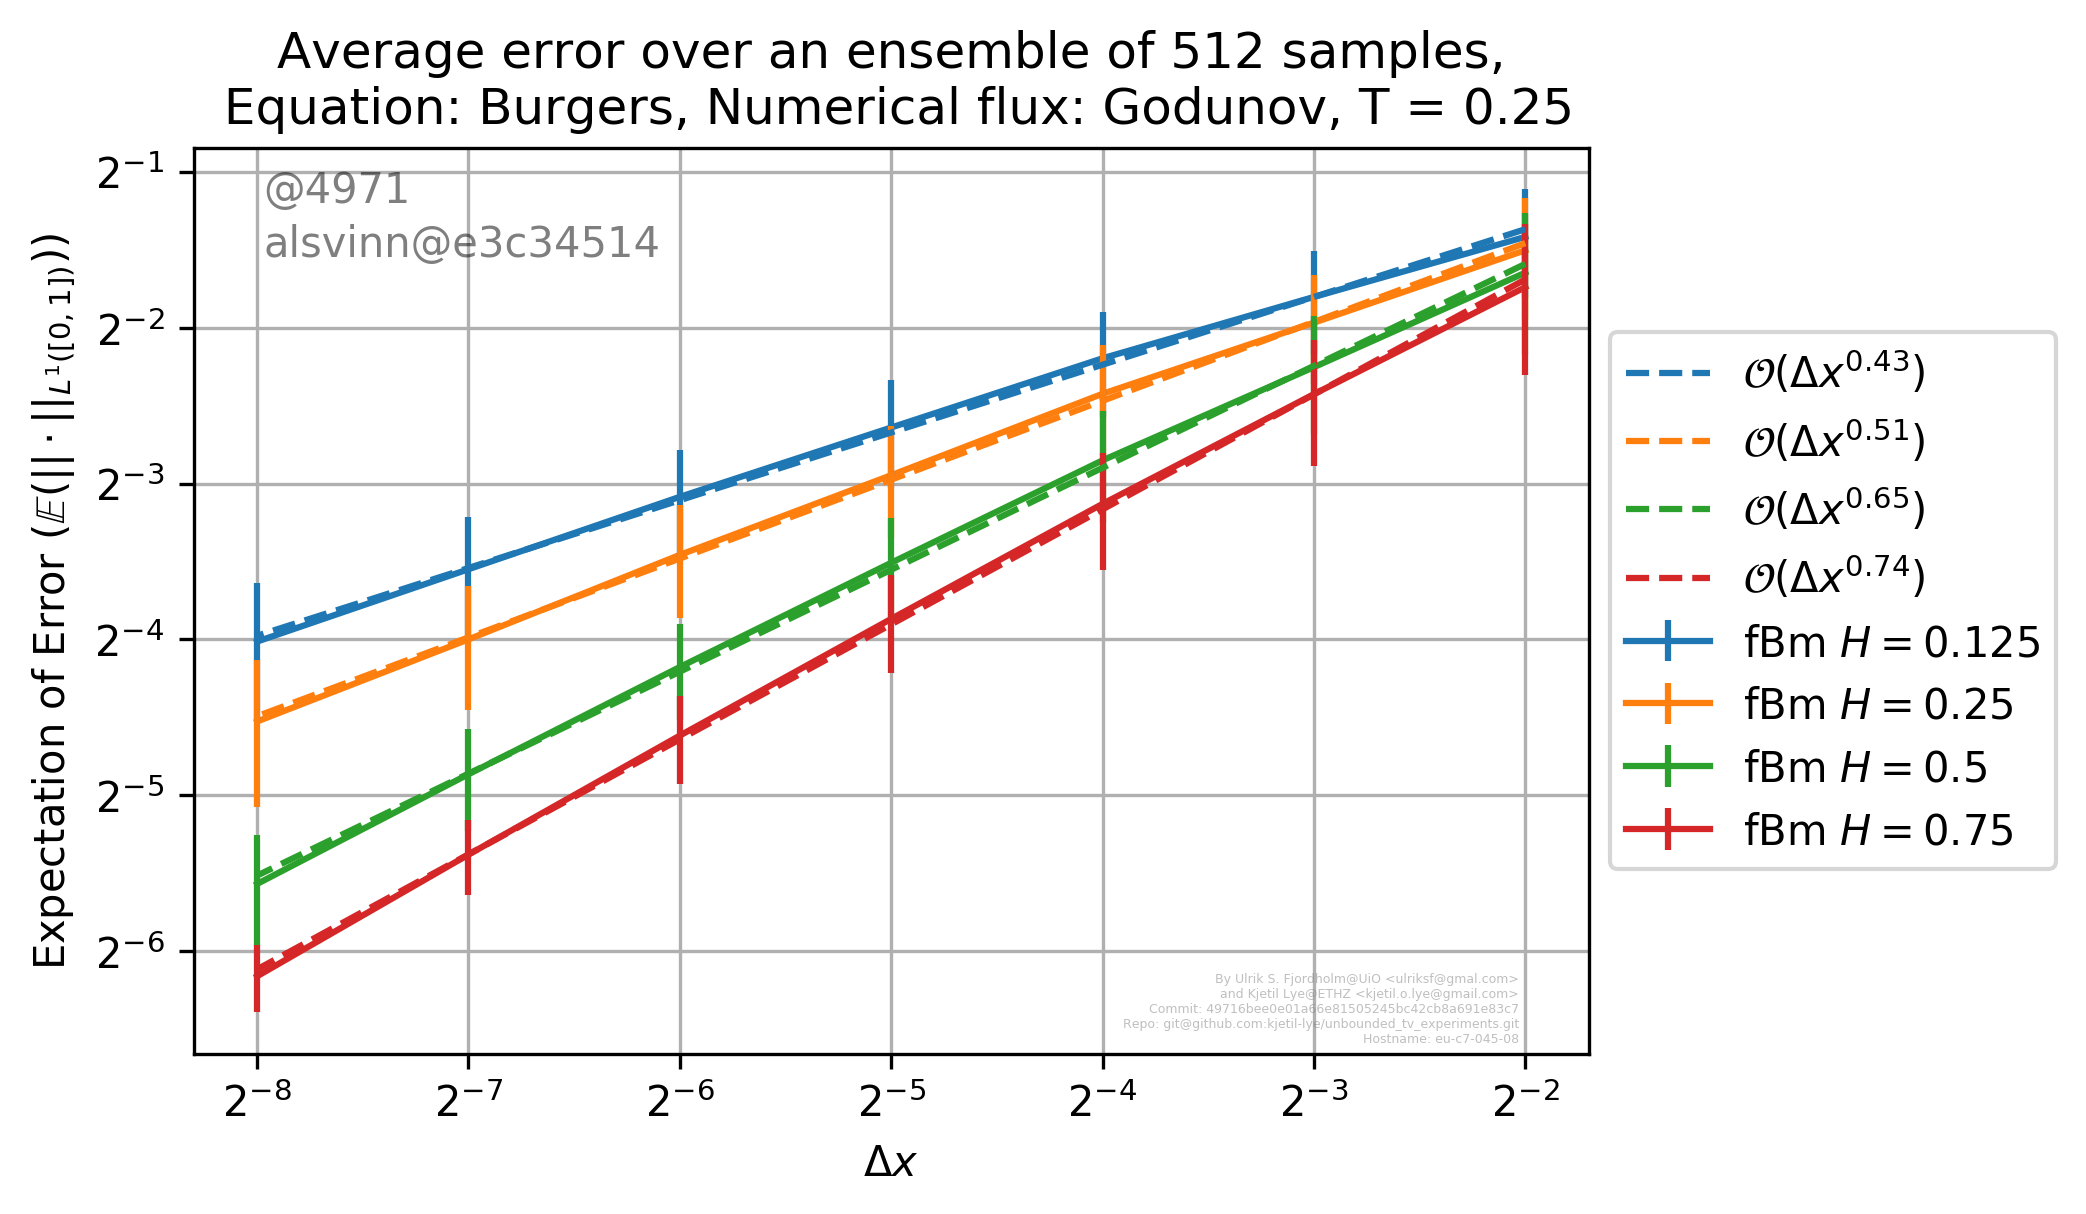 Average error over an ensemble of 512 samples,
Equation: Burgers, Numerical flux: Godunov, T = 0.25
Expectation of Error (𝔼(||·||_{L^1([0,1])}))
2^{-1}
2^{-2}
2^{-3}
2^{-4}
2^{-5}
2^{-6}
@4971
alsvinn@e3c34514
By Ulrik S. Fjordholm@UiO <ulriksf@gmal.com>
and Kjetil Lye@ETHZ <kjetil.o.lye@gmail.com>
Commit: 49716bee0e01a66e81505245bc42cb8a691e83c7
Repo: git@github.com:kjetil-lye/unbounded_tv_experiments.git
Hostname: eu-c7-045-08
2^{-8} 2^{-7} 2^{-6} 2^{-5} 2^{-4} 2^{-3} 2^{-2}
Δx
𝒪(Δx^{0.43})
𝒪(Δx^{0.51})
𝒪(Δx^{0.65})
𝒪(Δx^{0.74})
fBm H = 0.125
fBm H = 0.25
fBm H = 0.5
fBm H = 0.75